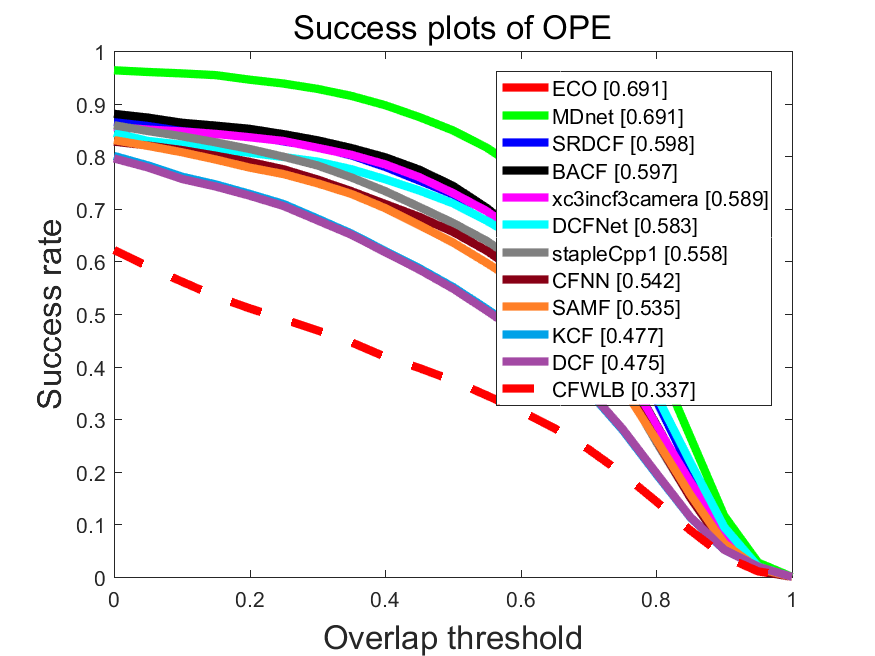 Success plots of OPE
Success rate
1
0.9
0.8
0.7
0.6
0.5
0.4
0.3
0.2
0.1
0
ECO [0.691]
MDnet [0.691]
SRDCF [0.598]
BACF [0.597]
xc3incf3camera [0.589]
DCFNet [0.583]
stapleCpp1 [0.558]
CFNN [0.542]
SAMF [0.535]
KCF [0.477]
DCF [0.475]
CFWLB [0.337]
0 0.2 0.4 0.6 0.8 1
Overlap threshold